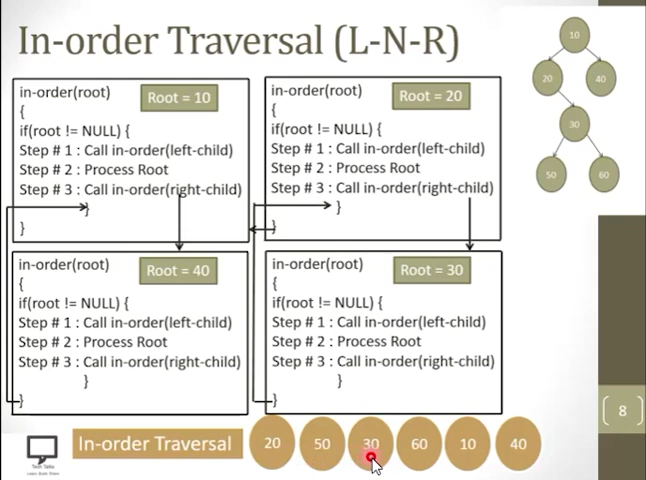 In-order Traversal (L-N-R)
in-order(root)
Root = 10
{
if(root != NULL) {
Step # 1 : Call in-order(left-child)
Step # 2 : Process Root
Step # 3 : Call in-order(right-child)
}
}
in-order(root)
Root = 20
{
if(root != NULL) {
Step # 1 : Call in-order(left-child)
Step # 2 : Process Root
Step # 3 : Call in-order(right-child)
}
}
10
20
40
30
50
60
in-order(root)
Root = 40
{
if(root != NULL) {
Step # 1 : Call in-order(left-child)
Step # 2 : Process Root
Step # 3 : Call in-order(right-child)
}
}
in-order(root)
Root = 30
{
if(root != NULL) {
Step # 1 : Call in-order(left-child)
Step # 2 : Process Root
Step # 3 : Call in-order(right-child)
}
}
8
Tech Talks
Learn Grow Share
In-order Traversal
20 50 30 60 10 40